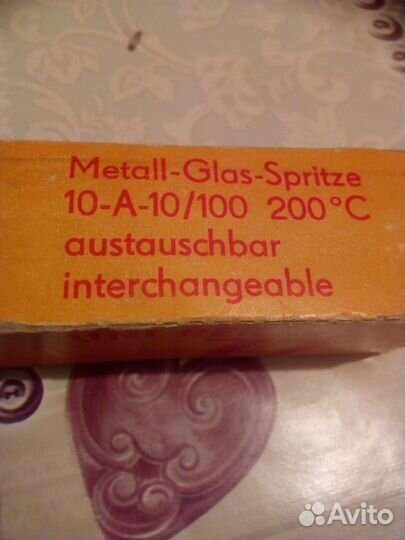 Metall-Glas-Spritze
10-A-10/100 200°C
austauschbar
interchangeable
Avito